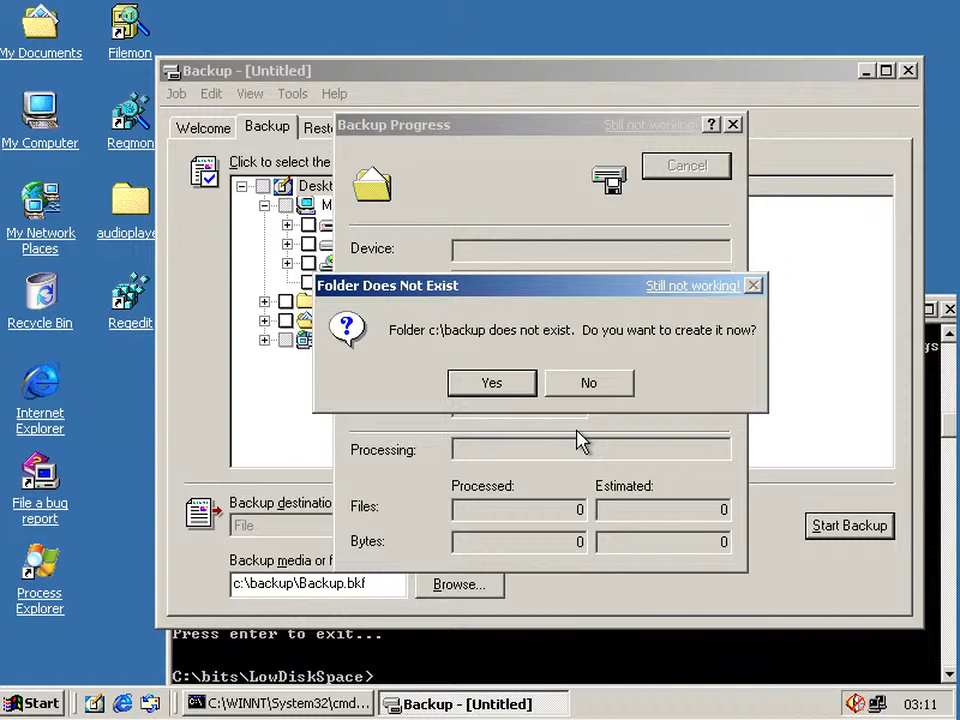 My Documents
Filemon
My Computer
Regmon
My Network
Places
audioplaye
Recycle Bin
Regedit
Internet
Explorer
File a bug
report
Process
Explorer
Backup - [Untitled]
Job Edit View Tools Help
Welcome Backup Rest
Click to select the
Deskt
M
Backup Progress Still not working! ?
Cancel
Device:
Folder Does Not Exist Still not working!
Folder c:\backup does not exist. Do you want to create it now?
Yes No
Processing:
Processed: Estimated:
Files: 0 0
Bytes: 0 0
Backup destinatio
File
Backup media or f
c:\backup\Backup.bkf Browse...
Start Backup
gs
Press enter to exit...
C:\bits\LowDiskSpace>
Start C:\WINNT\System32\cmd... Backup - [Untitled] 03:11